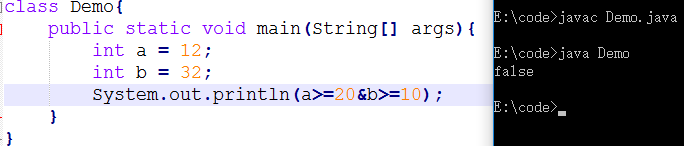 class Demo{
public static void main(String[] args){
int a = 12;
int b = 32;
System.out.println(a>=20&b>=10);
}
}
E:\code>javac Demo.java
E:\code>java Demo
false
E:\code>